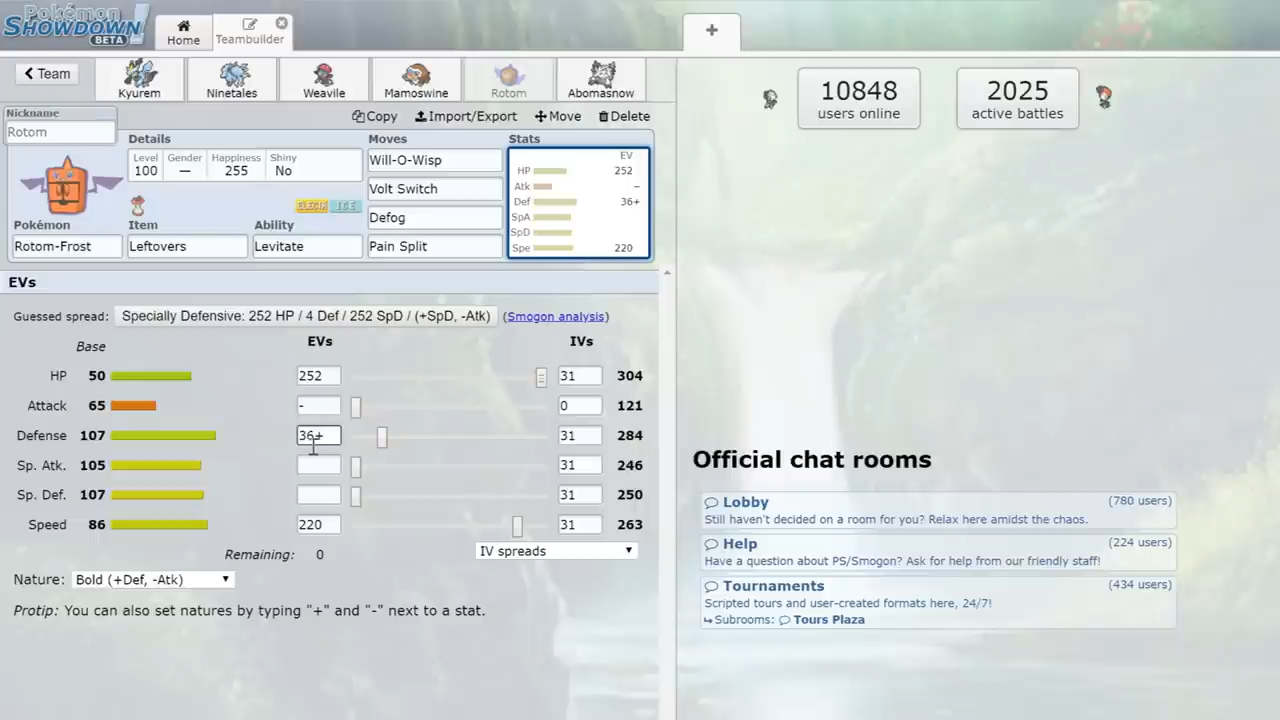 Pokémon
SHOWDOWN!
BETA
Home
Teambuilder
+
Team
Kyurem
Ninetales
Weavile
Mamoswine
Rotom
Abomasnow
10848
users online
2025
active battles
Nickname
Rotom
Copy Import/Export Move Delete
Details
Level
100
Gender
—
Happiness
255
Shiny
No
ELECTR ICE
Pokémon
Rotom-Frost
Item
Leftovers
Ability
Levitate
Moves
Will-O-Wisp
Volt Switch
Defog
Pain Split
Stats
EV
HP 252
Atk -
Def 36+
SpA
SpD
Spe 220
EVs
Guessed spread: Specially Defensive: 252 HP / 4 Def / 252 SpD / (+SpD, -Atk) (Smogon analysis)
Base EVs IVs
HP 50 252 31 304
Attack 65 - 0 121
Defense 107 36+ 31 284
Sp. Atk. 105 31 246
Sp. Def. 107 31 250
Speed 86 220 31 263
Remaining: 0 IV spreads
Nature: Bold (+Def, -Atk)
Protip: You can also set natures by typing "+" and "-" next to a stat.
Official chat rooms
Lobby (780 users)
Still haven't decided on a room for you? Relax here amidst the chaos.
Help (224 users)
Have a question about PS/Smogon? Ask for help from our friendly staff!
Tournaments (434 users)
Scripted tours and user-created formats here, 24/7!
Subrooms: Tours Plaza